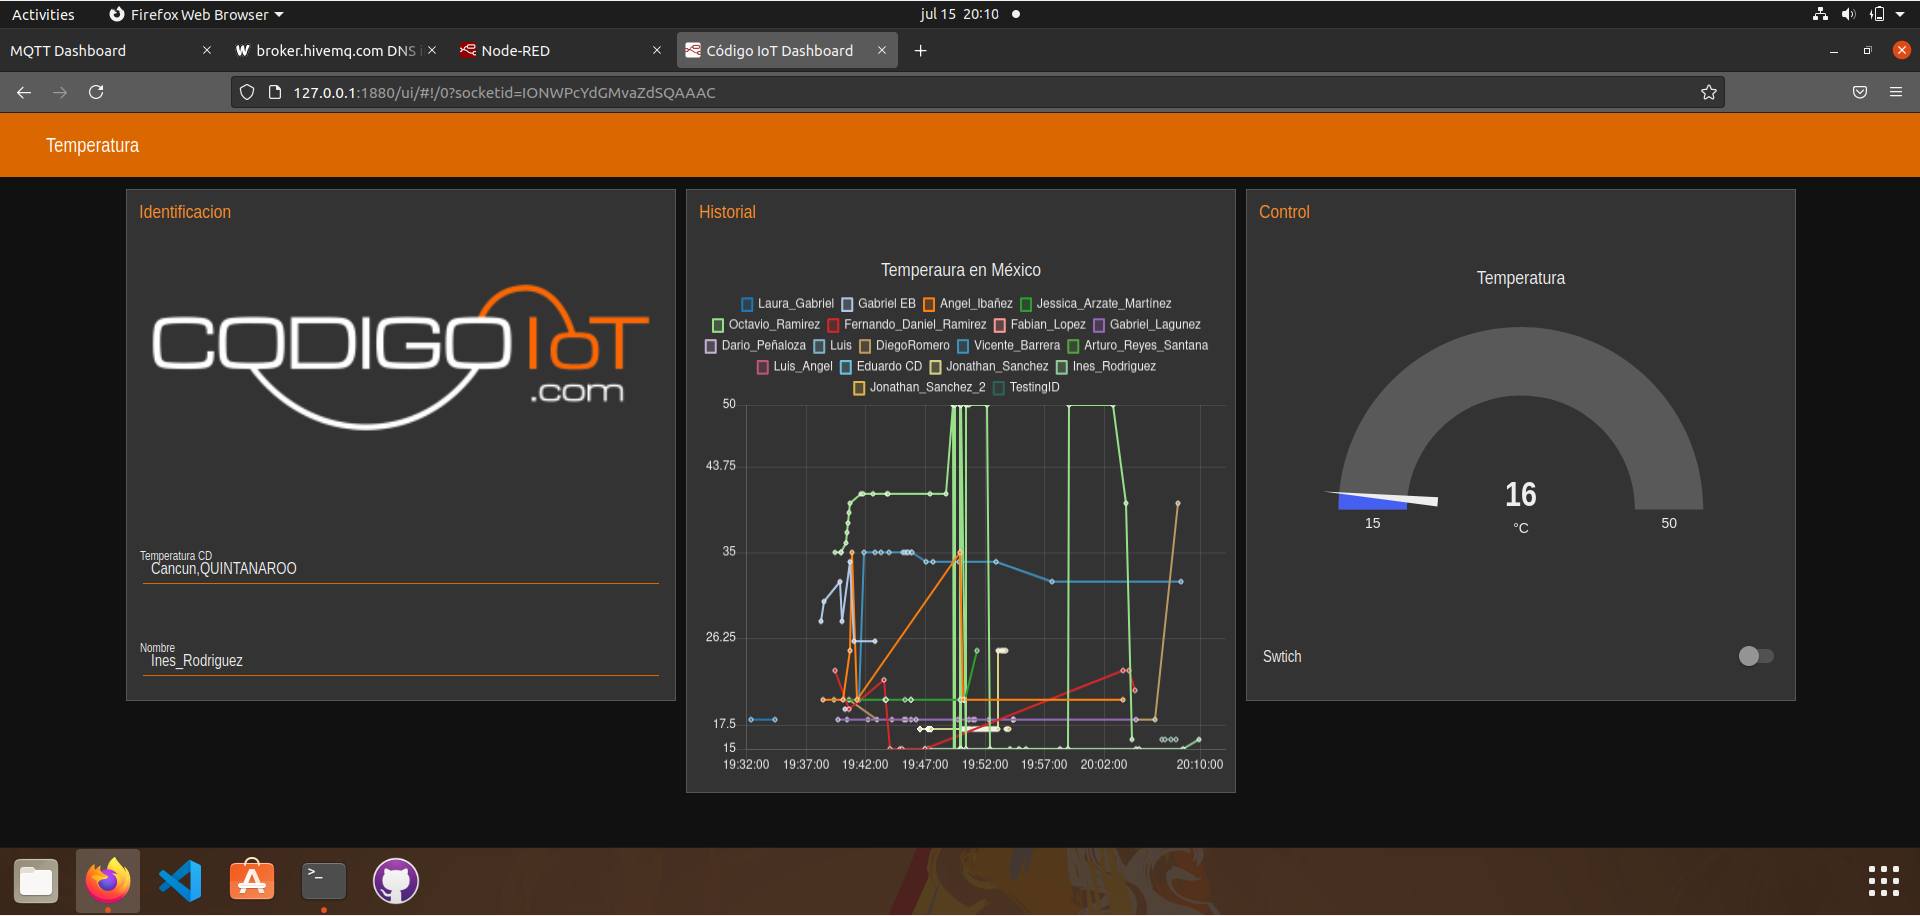 Activities
Firefox Web Browser
jul 15 20:10
MQTT Dashboard
broker.hivemq.com DNS
Node-RED
Código IoT Dashboard
127.0.0.1:1880/ui/#!/0?socketid=IONWPcYdGMvaZdSQAAAC
Temperatura
Identificacion
CODIGO IoT
.com
Temperatura CD
Cancun,QUINTANAROO
Nombre
Ines_Rodriguez
Historial
Temperaura en México
Laura_Gabriel Gabriel EB Angel_Ibañez Jessica_Arzate_Martínez
Octavio_Ramirez Fernando_Daniel_Ramirez Fabian_Lopez Gabriel_Lagunez
Dario_Peñaloza Luis DiegoRomero Vicente_Barrera Arturo_Reyes_Santana
Luis_Angel Eduardo CD Jonathan_Sanchez Ines_Rodriguez
Jonathan_Sanchez_2 TestingID
50
43.75
35
26.25
17.5
15
19:32:00 19:37:00 19:42:00 19:47:00 19:52:00 19:57:00 20:02:00 20:10:00
Control
Temperatura
16
°C
15
50
Swtich